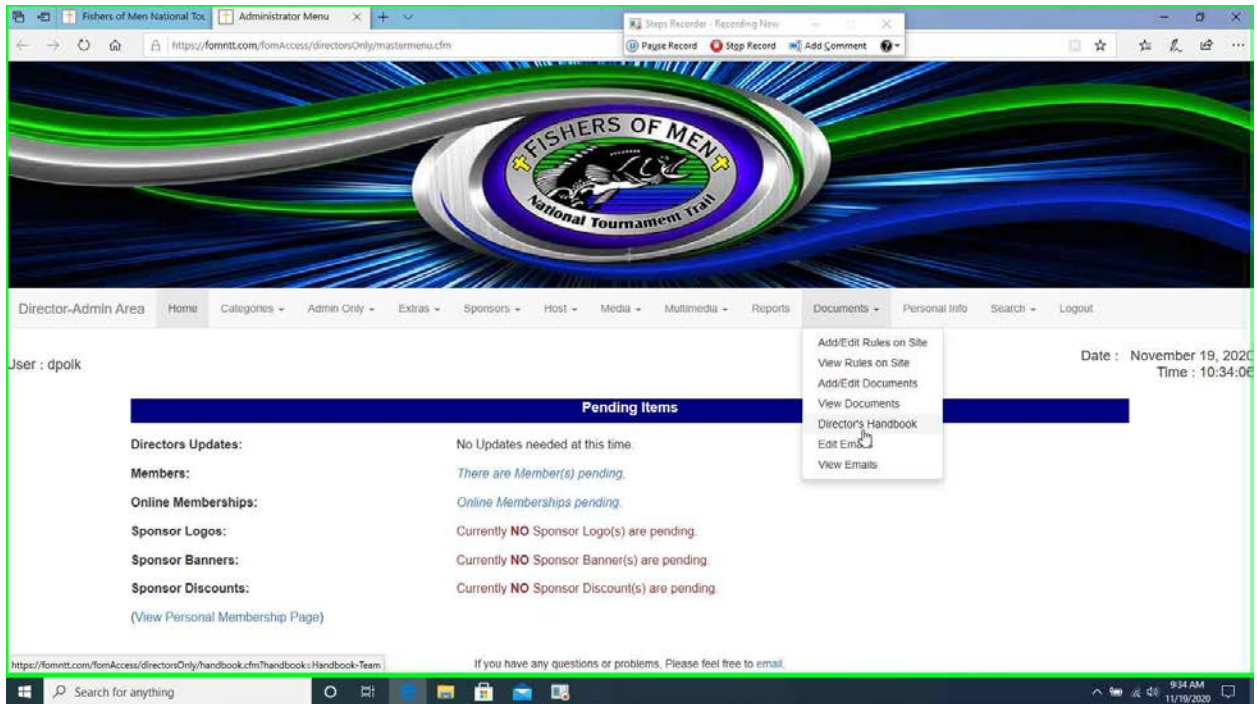 Fishers of Men National Tou
Administrator Menu
Steps Recorder - Recording Now
https://fomntt.com/fomAccess/directorsOnly/mastermenu.cfm
Pause Record Stop Record Add Comment
FISHERS OF MEN
National Tournament Trail
Director-Admin Area Home Categories Admin Only Extras Sponsors Host Media Multimedia Reports Documents Personal Info Search Logout
Add/Edit Rules on Site
View Rules on Site
Add/Edit Documents
View Documents
Director's Handbook
Edit Em
View Emails
User : dpolk
Date : November 19, 2020
Time : 10:34:06
Pending Items
Directors Updates: No Updates needed at this time.
Members: There are Member(s) pending.
Online Memberships: Online Memberships pending.
Sponsor Logos: Currently NO Sponsor Logo(s) are pending.
Sponsor Banners: Currently NO Sponsor Banner(s) are pending.
Sponsor Discounts: Currently NO Sponsor Discount(s) are pending.
(View Personal Membership Page)
If you have any questions or problems, Please feel free to email.
https://fomntt.com/fomAccess/directorsOnly/handbook.cfm?handbook=Handbook-Team
Search for anything
9:34 AM
11/19/2020